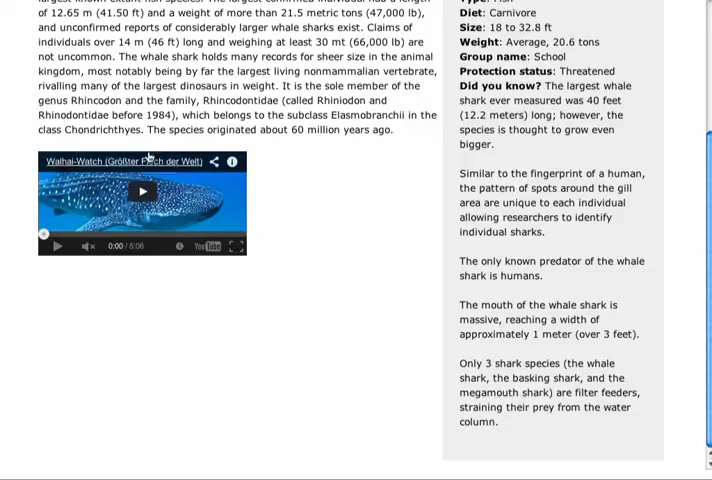 largest known extant fish species. The largest confirmed individual had a length
of 12.65 m (41.50 ft) and a weight of more than 21.5 metric tons (47,000 lb),
and unconfirmed reports of considerably larger whale sharks exist. Claims of
individuals over 14 m (46 ft) long and weighing at least 30 mt (66,000 lb) are
not uncommon. The whale shark holds many records for sheer size in the animal
kingdom, most notably being by far the largest living nonmammalian vertebrate,
rivalling many of the largest dinosaurs in weight. It is the sole member of the
genus Rhincodon and the family, Rhincodontidae (called Rhiniodon and
Rhinodontidae before 1984), which belongs to the subclass Elasmobranchii in the
class Chondrichthyes. The species originated about 60 million years ago.
Walhai-Watch (Größter Fisch der Welt)
0:00 / 5:06
YouTube
Type: Fish
Diet: Carnivore
Size: 18 to 32.8 ft
Weight: Average, 20.6 tons
Group name: School
Protection status: Threatened
Did you know? The largest whale
shark ever measured was 40 feet
(12.2 meters) long; however, the
species is thought to grow even
bigger.
Similar to the fingerprint of a human,
the pattern of spots around the gill
area are unique to each individual
allowing researchers to identify
individual sharks.
The only known predator of the whale
shark is humans.
The mouth of the whale shark is
massive, reaching a width of
approximately 1 meter (over 3 feet).
Only 3 shark species (the whale
shark, the basking shark, and the
megamouth shark) are filter feeders,
straining their prey from the water
column.